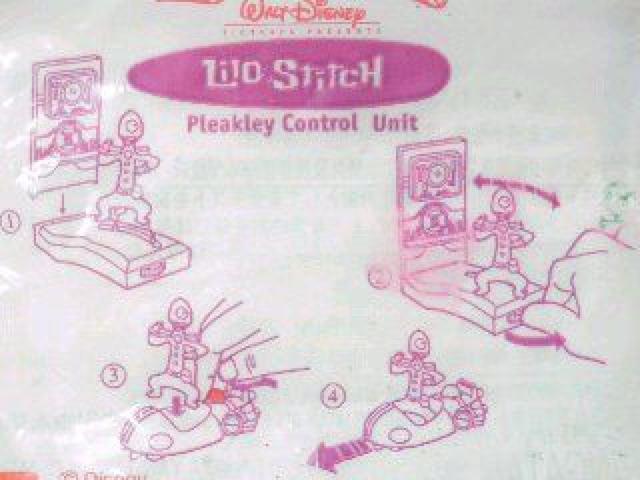 WALT DISNEY
PICTURES PRESENTS
LilO Stitch
Pleakley Control Unit
1
2
3
4
© Disney